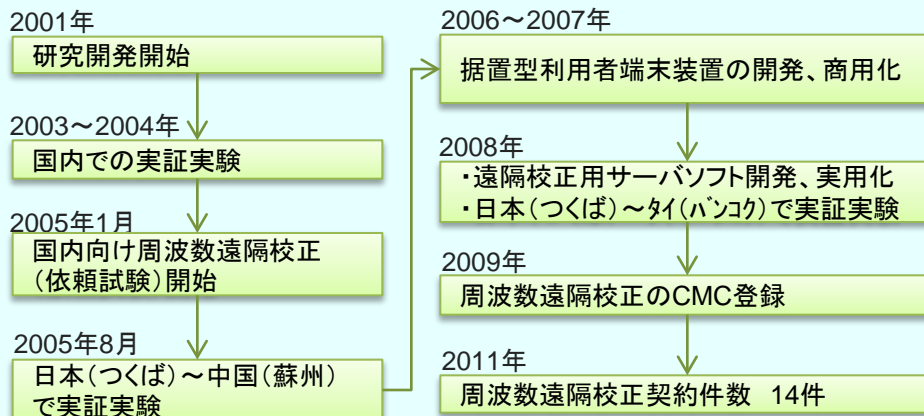 2001年
研究開発開始
2003～2004年
国内での実証実験
2005年1月
国内向け周波数遠隔校正
（依頼試験）開始
2005年8月
日本（つくば）～中国（蘇州）
で実証実験
2006～2007年
据置型利用者端末装置の開発、商用化
2008年
・遠隔校正用サーバソフト開発、実用化
・日本（つくば）～ﾀｲ（ﾊﾞﾝｺｸ）で実証実験
2009年
周波数遠隔校正のCMC登録
2011年
周波数遠隔校正契約件数 14件